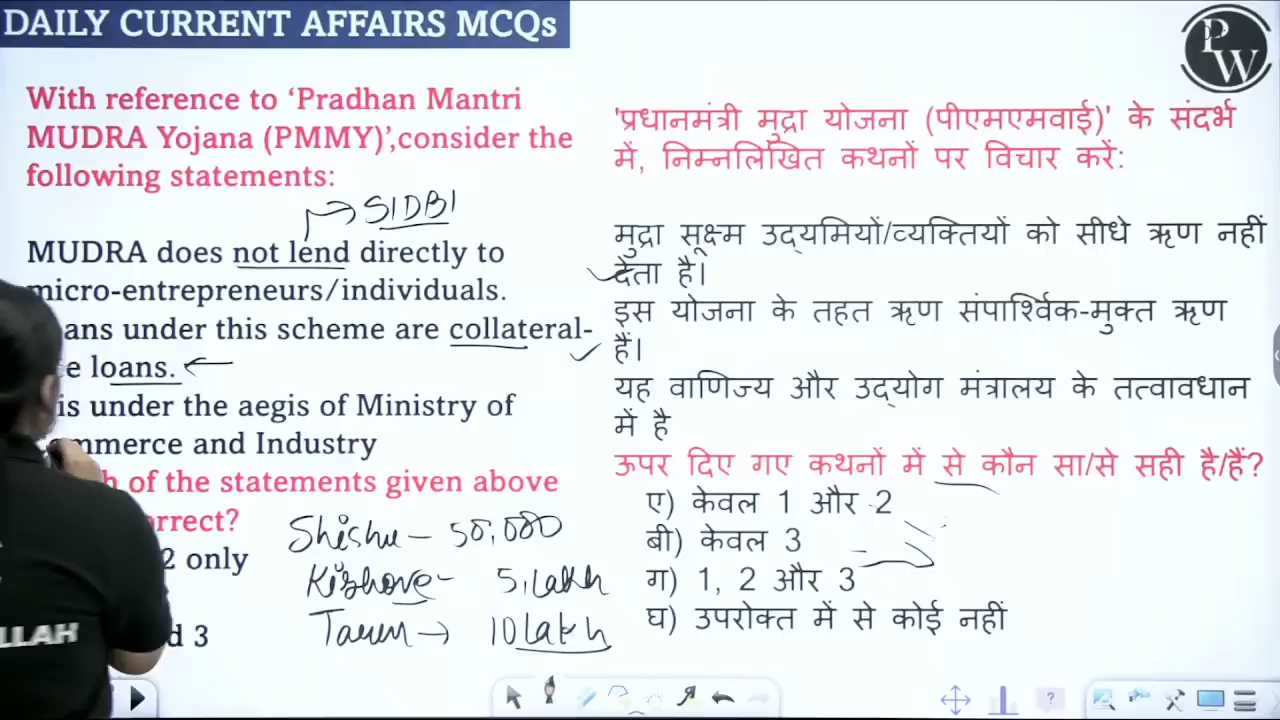 DAILY CURRENT AFFAIRS MCQs
PW
With reference to ‘Pradhan Mantri
MUDRA Yojana (PMMY)’,consider the
following statements:
SIDBI
MUDRA does not lend directly to
micro-entrepreneurs/individuals.
ans under this scheme are collateral-
e loans.
is under the aegis of Ministry of
mmerce and Industry
h of the statements given above
orrect?
2 only
d 3
Shishu - 50,000
Kishore - 5 lakh
Tarun → 10 lakh
'प्रधानमंत्री मुद्रा योजना (पीएमएमवाई)' के संदर्भ
में, निम्नलिखित कथनों पर विचार करें:
मुद्रा सूक्ष्म उद्यमियों/व्यक्तियों को सीधे ऋण नहीं
देता है।
इस योजना के तहत ऋण संपार्श्विक-मुक्त ऋण
हैं।
यह वाणिज्य और उद्योग मंत्रालय के तत्वावधान
में है
ऊपर दिए गए कथनों में से कौन सा/से सही है/हैं?
ए) केवल 1 और 2
बी) केवल 3
ग) 1, 2 और 3
घ) उपरोक्त में से कोई नहीं
LLAH